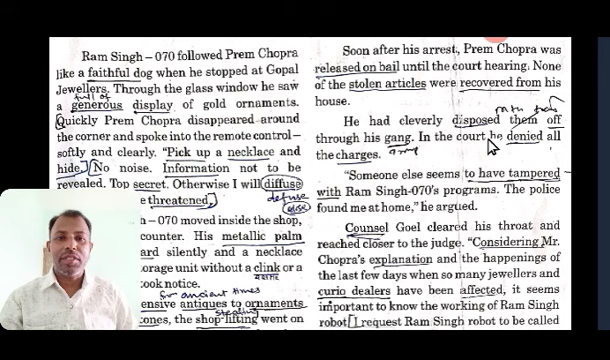 Ram Singh – 070 followed Prem Chopra
like a faithful dog when he stopped at Gopal
Jewellers. Through the glass window he saw
full of
a generous display of gold ornaments.
Quickly Prem Chopra disappeared around
the corner and spoke into the remote control–
softly and clearly. “Pick up a necklace and
hide. No noise. Information not to be
revealed. Top secret. Otherwise I will diffuse
e threatened.
defuse
n – 070 moved inside the shop,
ounter. His metallic palm
ard silently and a necklace
orage unit without a clink or a
ook notice.
for ancient times
ensive antiques to ornaments
stealing
ones, the shop-lifting went on
Soon after his arrest, Prem Chopra was
released on bail until the court hearing. None
of the stolen articles were recovered from his
house.
He had cleverly disposed them off
through his gang. In the court he denied all
the charges.
“Someone else seems to have tampered
with Ram Singh-070’s programs. The police
found me at home,” he argued.
Counsel Goel cleared his throat and
reached closer to the judge. “Considering Mr.
Chopra’s explanation and the happenings of
the last few days when so many jewellers and
curio dealers have been affected, it seems
important to know the working of Ram Singh
robot. I request Ram Singh robot to be called